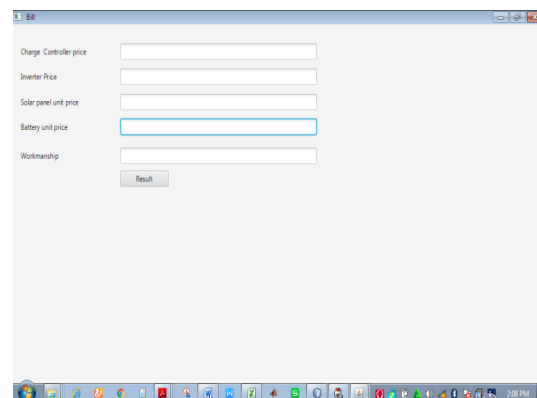 Bill
Charge Controller price
Inverter Price
Solar panel unit price
Battery unit price
Workmanship
Result
2:08 PM